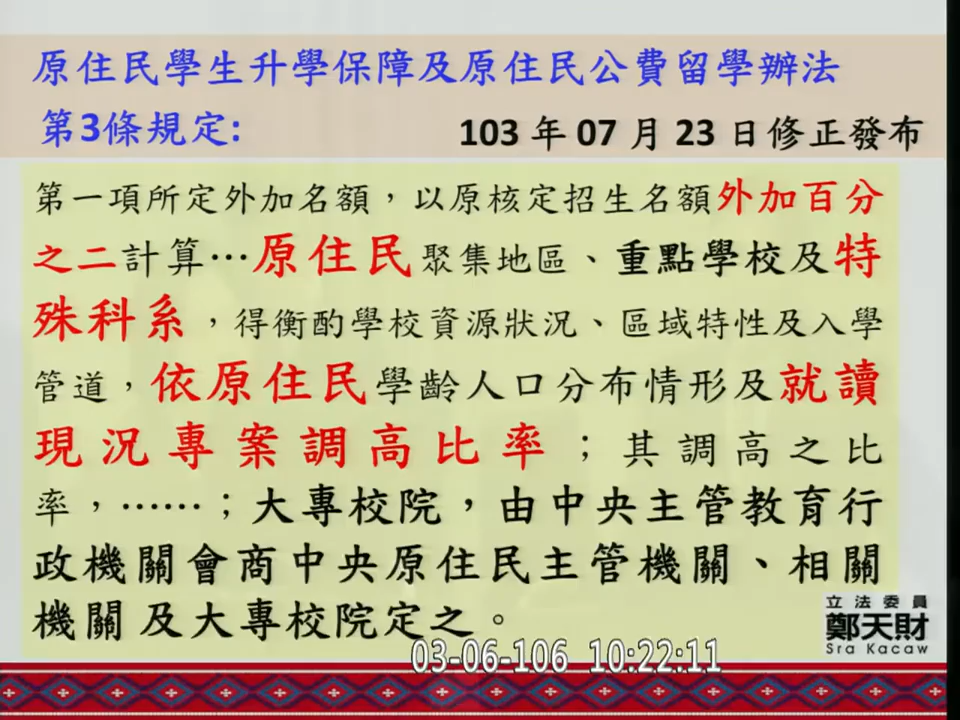 原住民學生升學保障及原住民公費留學辦法
第3條規定:
103 年 07 月 23 日修正發布
第一項所定外加名額，以原核定招生名額外加百分
之二計算…原住民聚集地區、重點學校及特
殊科系，得衡酌學校資源狀況、區域特性及入學
管道，依原住民學齡人口分布情形及就讀
現況專案調高比率；其調高之比
率，……；大專校院，由中央主管教育行
政機關會商中央原住民主管機關、相關
機關及大專校院定之。
立法委員
鄭天財
Sra Kacaw
03-06-106 10:22:11